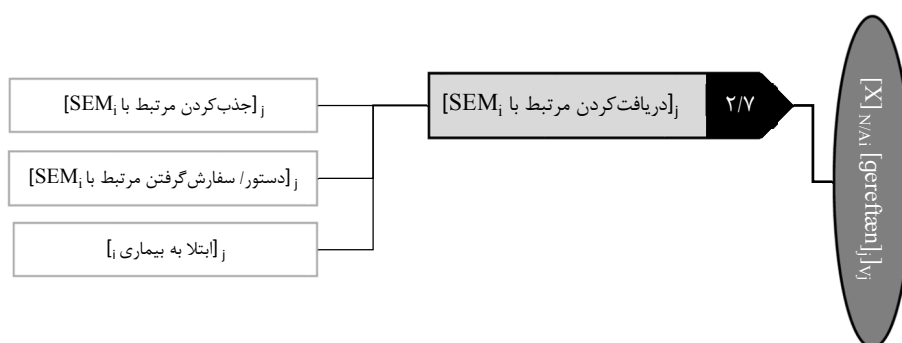 [X] N/Ai [gereftæn]j]Vj
۲/۷
[دریافت‌کردن مرتبط با SEMi]j
[جذب‌کردن مرتبط با SEMi]j
[دستور/ سفارش‌گرفتن مرتبط با SEMi]j
[ابتلا به بیماری i]j